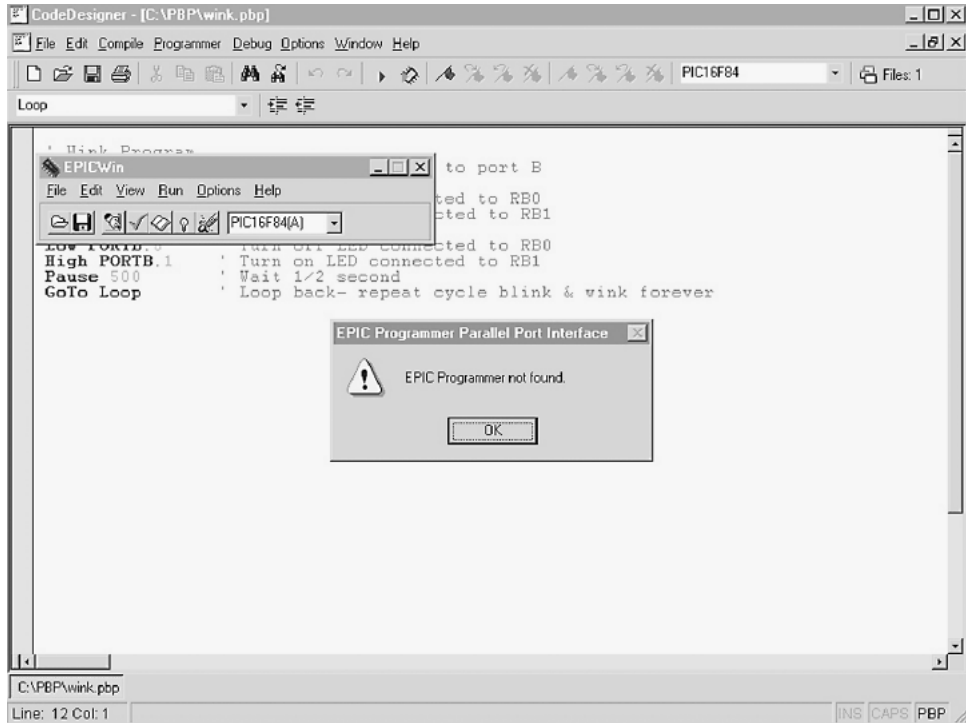 CodeDesigner - [C:\PBP\wink.pbp]
File Edit Compile Programmer Debug Options Window Help
PIC16F84
Files: 1
Loop
' Wink Program
to port B
EPICWin
File Edit View Run Options Help
PIC16F84(A)
ted to RB0
cted to RB1
Low PORTB.0 ' Turn off LED connected to RB0
High PORTB.1 ' Turn on LED connected to RB1
Pause 500 ' Wait 1/2 second
GoTo Loop ' Loop back- repeat cycle blink & wink forever
EPIC Programmer Parallel Port Interface
EPIC Programmer not found.
OK
C:\PBP\wink.pbp
Line: 12 Col: 1
INS CAPS PBP